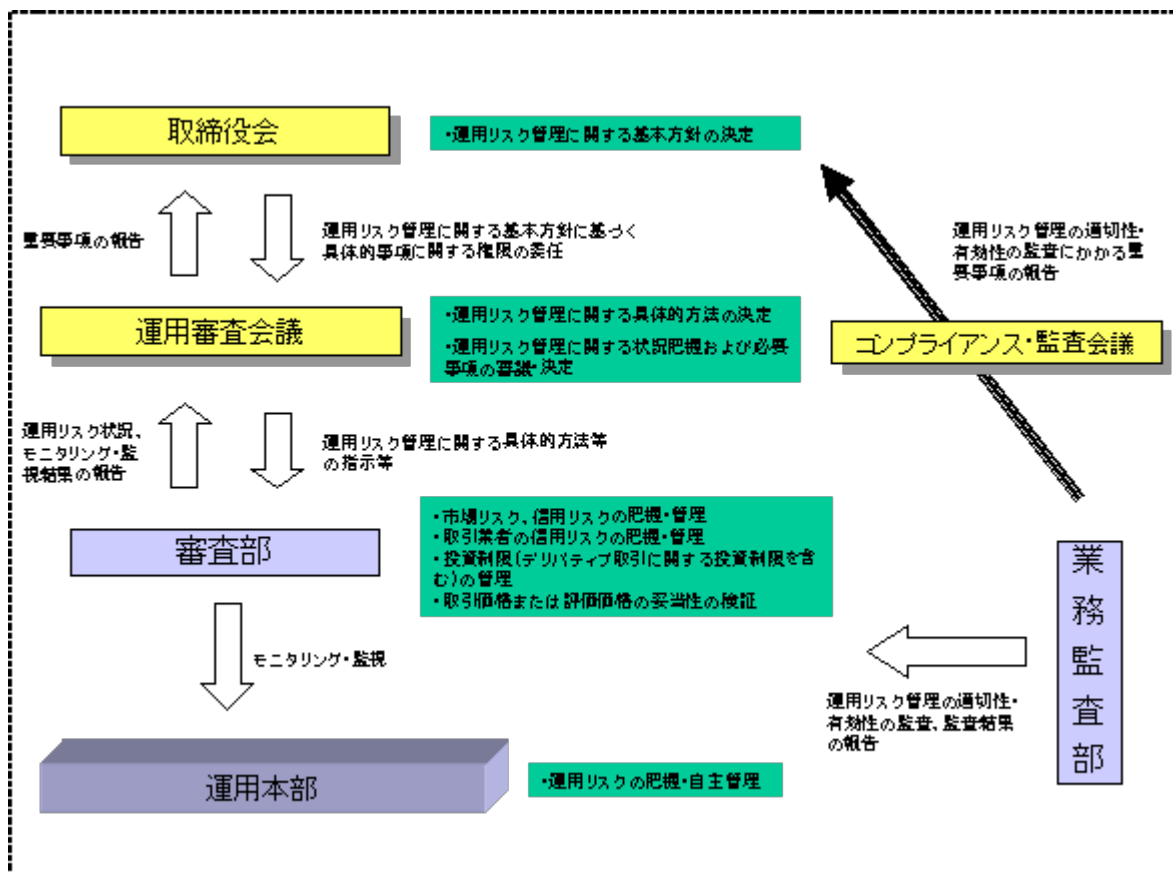 取締役会
・運用リスク管理に関する基本方針の決定
重要事項の報告
運用リスク管理に関する基本方針に基づく
具体的事項に関する権限の委任
運用リスク管理の適切性・
有効性の監査にかかる重
要事項の報告
運用審査会議
・運用リスク管理に関する具体的方法の決定
・運用リスク管理に関する状況把握および必要
事項の審議・決定
コンプライアンス・監査会議
運用リスク状況、
モニタリング・監
視結果の報告
運用リスク管理に関する具体的方法等
の指示等
審査部
・市場リスク、信用リスクの把握・管理
・取引業者の信用リスクの把握・管理
・投資制限(デリバティブ取引に関する投資制限を含
む)の管理
・取引価格または評価価格の妥当性の検証
業務監査部
モニタリング・監視
運用リスク管理の適切性・
有効性の監査、監査結果
の報告
運用本部
・運用リスクの把握・自主管理